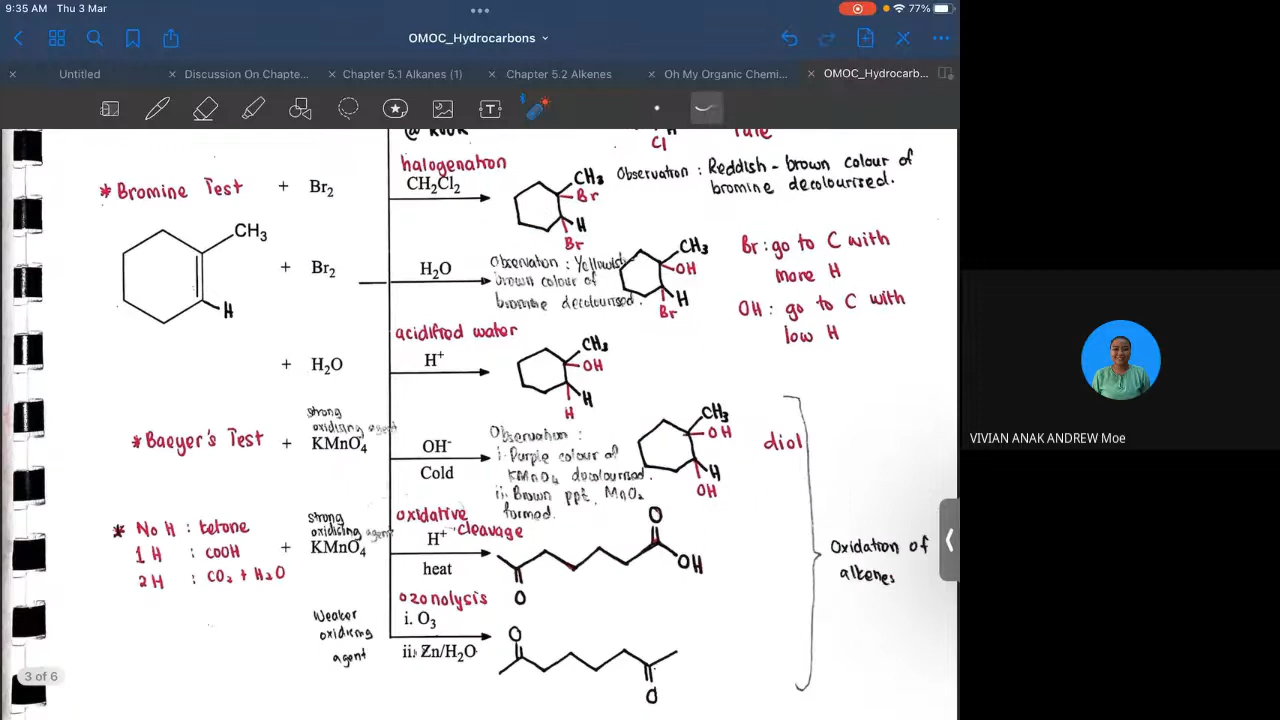 9:35 AM Thu 3 Mar
77%
OMOC_Hydrocarbons
Untitled
Discussion On Chapte...
Chapter 5.1 Alkanes (1)
Chapter 5.2 Alkenes
Oh My Organic Chemi...
OMOC_Hydrocarb...
Cl
rule
halogenation
* Bromine Test + Br2
CH2Cl2
CH3
Br
H
Br
Observation : Reddish - brown colour of
bromine decolourised.
CH3
H
+ Br2
H2O
Observation : Yellowish
brown colour of
bromine decolourised.
CH3
OH
H
Br
Br : go to C with
more H
OH : go to C with
low H
acidified water
+ H2O
H+
CH3
OH
H
H
* Baeyer's Test +
strong
oxidising agent
KMnO4
OH-
Cold
Observation :
i. Purple colour of
KMnO4 decolourised.
ii. Brown ppt, MnO2
formed.
CH3
OH
H
OH
diol
* No H : ketone
1 H : COOH
2 H : CO2 + H2O
+
strong
oxidising agent
KMnO4
oxidative
cleavage
H+
heat
O
OH
O
Oxidation of
alkenes
ozonolysis
Weaker
oxidising
agent
i. O3
ii. Zn/H2O
O
O
3 of 6
VIVIAN ANAK ANDREW Moe